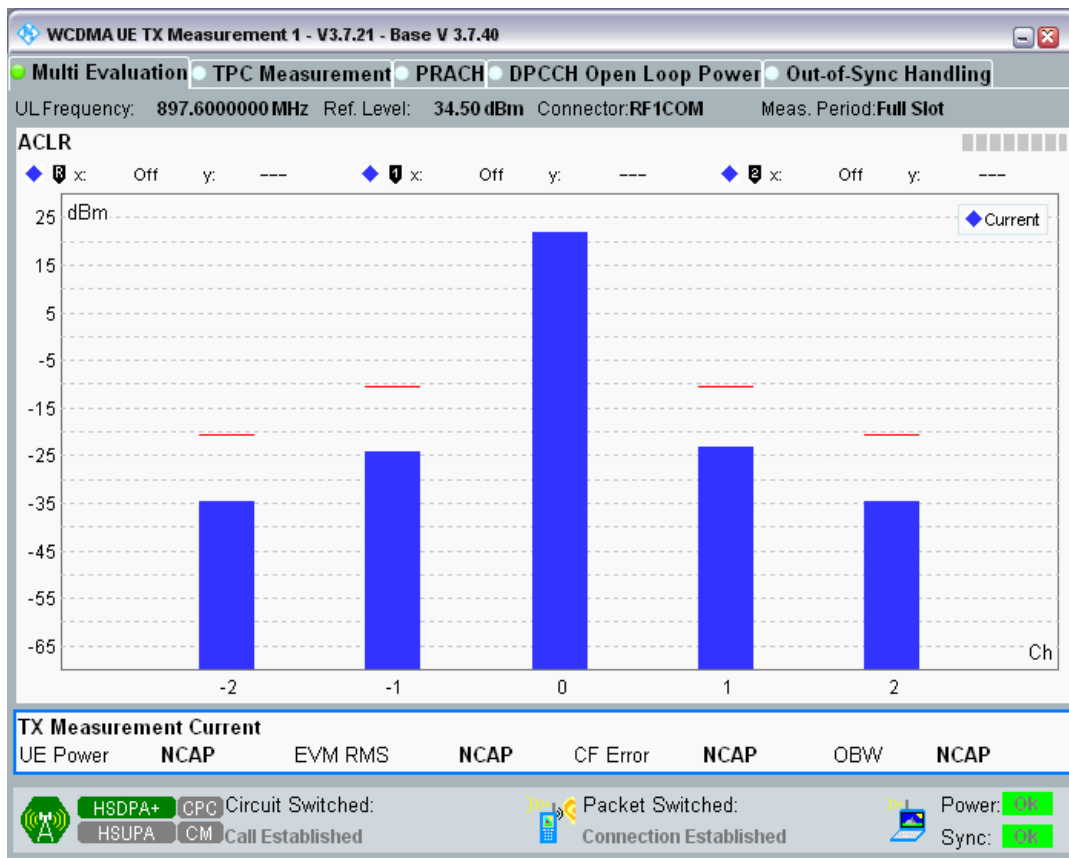 WCDMA UE TX Measurement 1 - V3.7.21 - Base V 3.7.40
Multi Evaluation TPC Measurement PRACH DPCCH Open Loop Power Out-of-Sync Handling
UL Frequency: 897.6000000 MHz Ref. Level: 34.50 dBm Connector: RF1COM Meas. Period: Full Slot
ACLR
R x: Off y: --- 1 x: Off y: --- 2 x: Off y: ---
dBm
Current
25
15
5
-5
-15
-25
-35
-45
-55
-65
Ch
-2 -1 0 1 2
TX Measurement Current
UE Power NCAP EVM RMS NCAP CF Error NCAP OBW NCAP
HSDPA+ CPC Circuit Switched: Packet Switched: Power: Ok
HSUPA CM Call Established Connection Established Sync: Ok